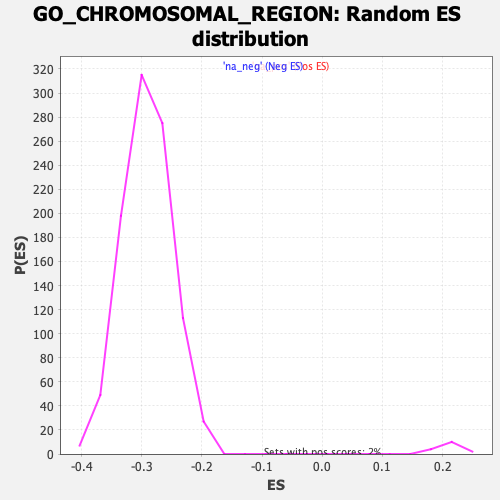 GO_CHROMOSOMAL_REGION: Random ES
distribution
'na_neg' (Neg ES)os ES)
320
300
280
260
240
220
200
180
160
140
120
100
80
60
40
20
0
P(ES)
Sets with pos scores: 2%
-0.4 -0.3 -0.2 -0.1 0.0 0.1 0.2
ES